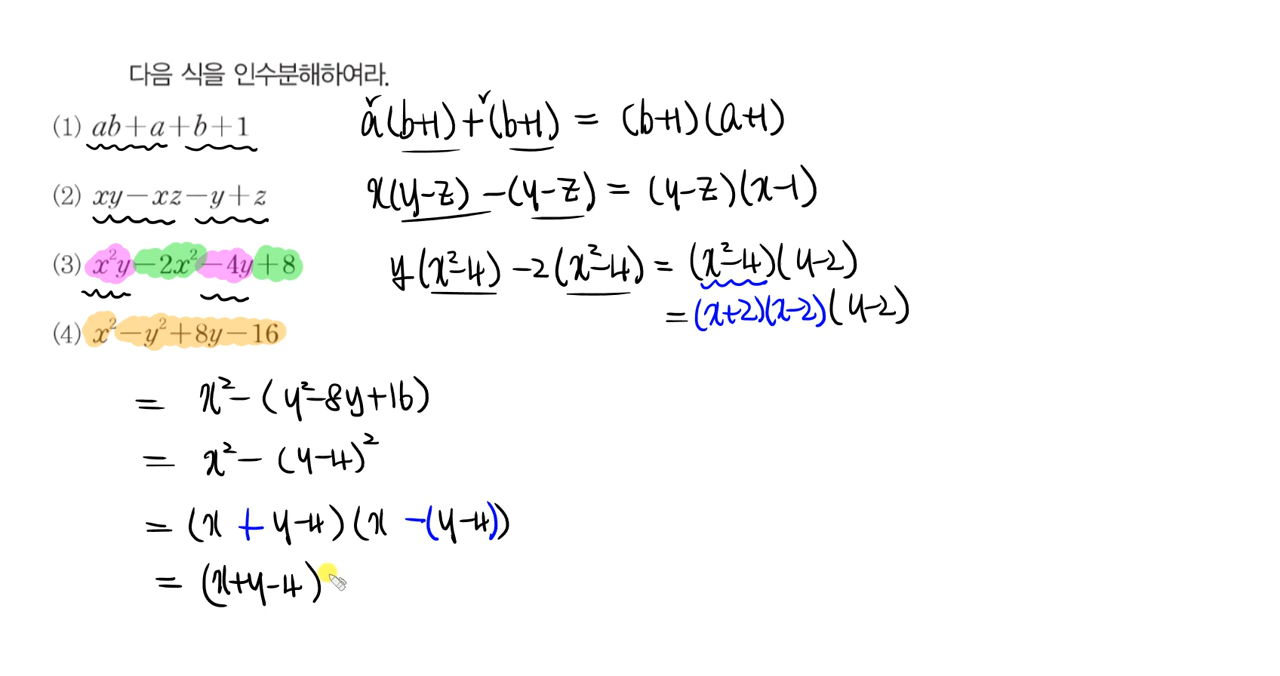 다음 식을 인수분해하여라.
(1) ab+a+b+1 a(b+1)+(b+1) = (b+1)(a+1)
(2) xy−xz−y+z x(y-z) -(y-z) = (y-z)(x-1)
(3) x²y−2x²−4y+8 y(x²-4) -2(x²-4) = (x²-4)(y-2)
= (x+2)(x-2)(y-2)
(4) x²−y²+8y−16
= x² - (y²-8y+16)
= x² - (y-4)²
= (x + y-4)(x -(y-4))
= (x+y-4)